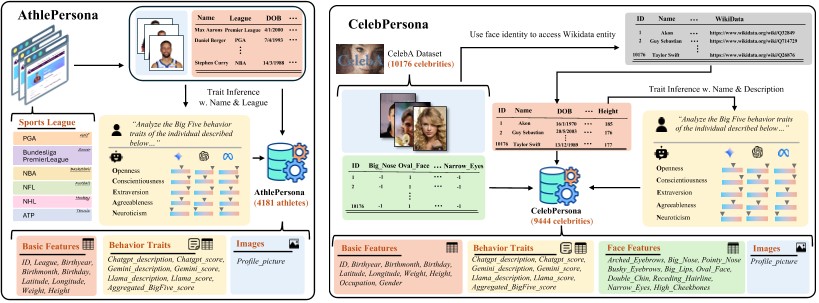 AthlePersona
Name League DOB ...
Max Aarons Premier League 4/1/2000
Daniel Berger PGA 7/4/1993
Stephen Curry NBA 14/3/1988
Trait Inference
w. Name & League
Sports League
PGA
Bundesliga
PremierLeague
NBA
NFL
NHL
ATP
"Analyze the Big Five behavior
traits of the individual described
below…"
Openness
Conscientiousness
Extraversion
Agreeableness
Neuroticism
AthlePersona
(4181 athletes)
Basic Features
ID, League, Birthyear,
Birthmonth, Birthday,
Latitude, Longitude,
Weight, Height
Behavior Traits
Chatgpt_description, Chatgpt_score,
Gemini_description, Gemini_score,
Llama_description, Llama_score,
Aggregated_BigFive_score
Images
Profile_picture
CelebPersona
CelebA
CelebA Dataset
(10176 celebrities)
Use face identity to access Wikidata entity
ID Name ... WikiData
1 Akon ... https://www.wikidata.org/wiki/Q32849
2 Guy Sebastian ... https://www.wikidata.org/wiki/Q714729
10176 Taylor Swift ... https://www.wikidata.org/wiki/Q26876
Trait Inference w. Name & Description
ID Name DOB ... Height
1 Akon 16/1/1970 ... 185
2 Guy Sebastian 28/5/2003 ... 176
10176 Taylor Swift 13/12/1989 ... 177
ID Big_Nose Oval_Face ... Narrow_Eyes
1 -1 1 ... -1
2 -1 1 ... -1
10176 -1 1 ... -1
CelebPersona
(9444 celebrities)
"Analyze the Big Five behavior
traits of the individual described
below…"
Openness
Conscientiousness
Extraversion
Agreeableness
Neuroticism
Basic Features
ID, Birthyear, Birthmonth, Birthday,
Latitude, Longitude, Weight, Height,
Occupation, Gender
Behavior Traits
Chatgpt_description, Chatgpt_score,
Gemini_description, Gemini_score,
Llama_description, Llama_score,
Aggregated_BigFive_score
Face Features
Arched_Eyebrows, Big_Nose, Pointy_Nose
Bushy_Eyebrows, Big_Lips, Oval_Face,
Double_Chin, Receding_Hairline,
Narrow_Eyes, High_Cheekbones
Images
Profile_picture